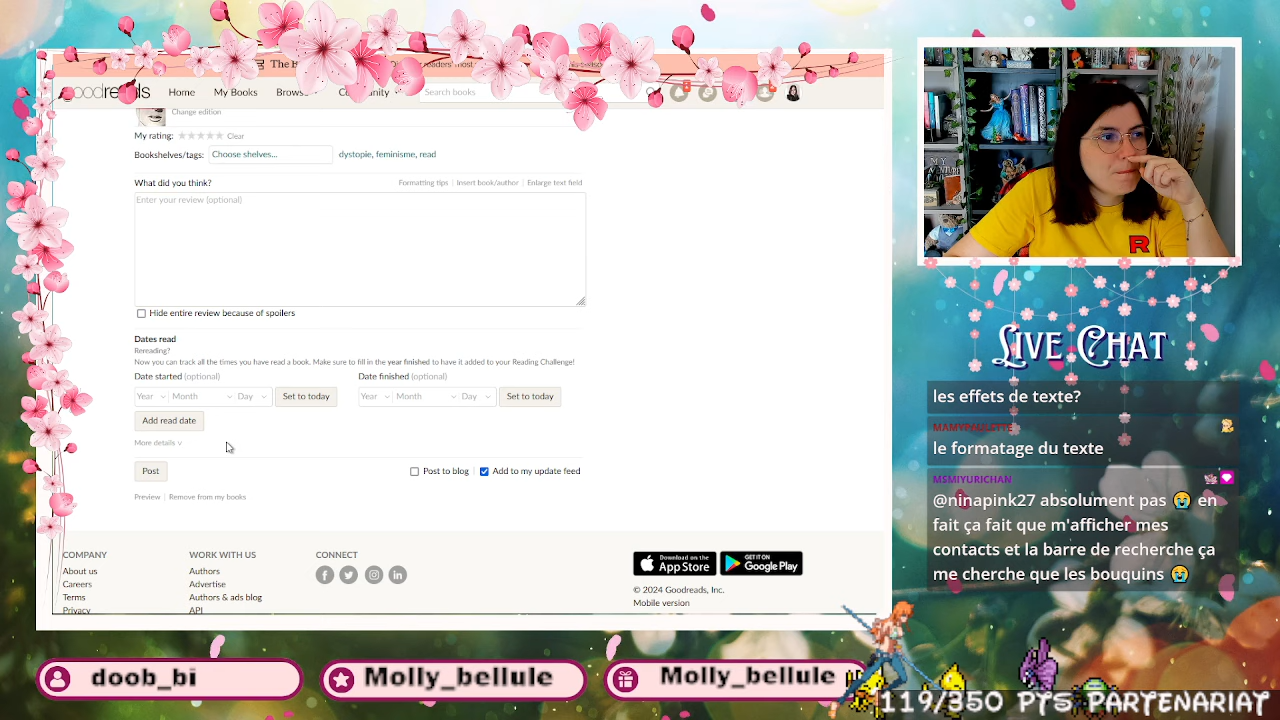 goodreads
Home
My Books
Community
Search books
Change edition
My rating:
Clear
Bookshelves/tags:
Choose shelves...
dystopie, feminisme, read
What did you think?
Formatting tips
Insert book/author
Enlarge text field
Enter your review (optional)
Hide entire review because of spoilers
Dates read
Rereading?
Now you can track all the times you have read a book. Make sure to fill in the year finished to have it added to your Reading Challenge!
Date started (optional)
Date finished (optional)
Year
Month
Day
Set to today
Year
Month
Day
Set to today
Add read date
More details
Post
Post to blog
Add to my update feed
Preview
Remove from my books
COMPANY
About us
Careers
Terms
Privacy
WORK WITH US
Authors
Advertise
Authors & ads blog
API
CONNECT
Download on the
App Store
GET IT ON
Google Play
© 2024 Goodreads, Inc.
Mobile version
R
LIVE CHAT
les effets de texte?
MAMYPAULETTE
le formatage du texte
MSMIYURICHAN
@ninapink27 absolument pas 😭 en
fait ça fait que m'afficher mes
contacts et la barre de recherche ça
me cherche que les bouquins 😭
doob_bi
Molly_bellule
Molly_bellule
119/350 PTS PARTENARIAT